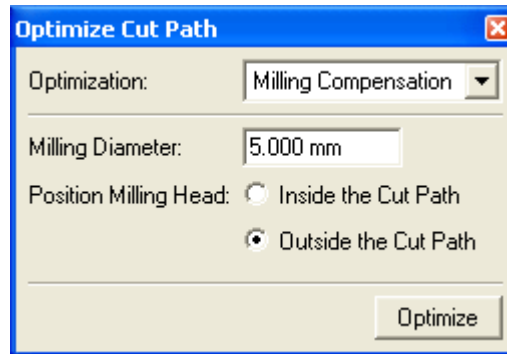 Optimize Cut Path
Optimization: Milling Compensation
Milling Diameter: 5.000 mm
Position Milling Head: Inside the Cut Path
Outside the Cut Path
Optimize